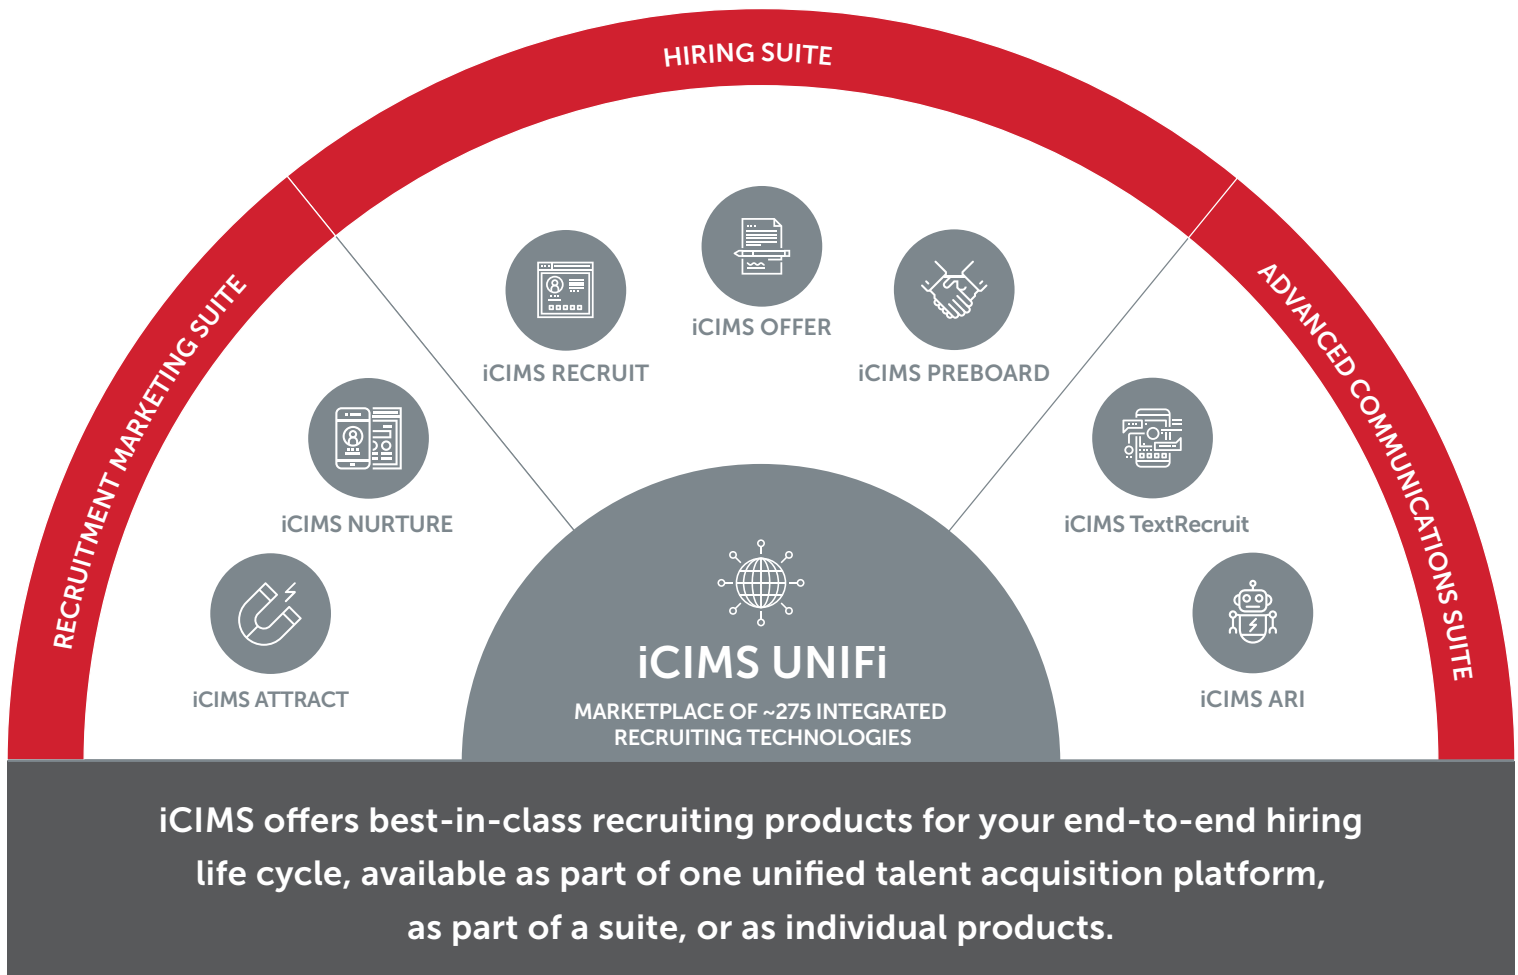 HIRING SUITE
RECRUITMENT MARKETING SUITE
ADVANCED COMMUNICATIONS SUITE
iCIMS OFFER
iCIMS RECRUIT
iCIMS PREBOARD
iCIMS NURTURE
iCIMS TextRecruit
iCIMS ATTRACT
iCIMS ARI
iCIMS UNIFi
MARKETPLACE OF ~275 INTEGRATED
RECRUITING TECHNOLOGIES
iCIMS offers best-in-class recruiting products for your end-to-end hiring
life cycle, available as part of one unified talent acquisition platform,
as part of a suite, or as individual products.